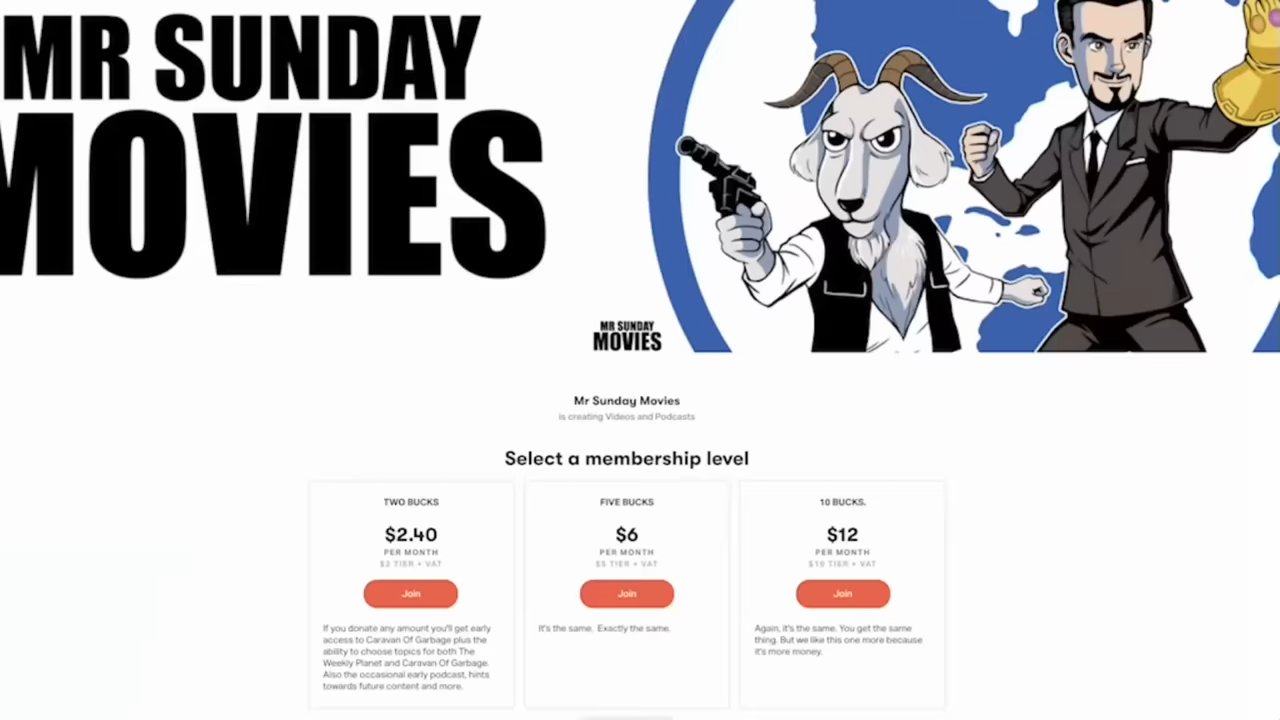 MR SUNDAY
MOVIES
MR SUNDAY
MOVIES
Mr Sunday Movies
is creating Videos and Podcasts
Select a membership level
TWO BUCKS
$2.40
PER MONTH
$2 TIER + VAT
Join
If you donate any amount you'll get early
access to Caravan Of Garbage plus the
ability to choose topics for both The
Weekly Planet and Caravan Of Garbage.
Also the occasional early podcast, hints
towards future content and more.
FIVE BUCKS
$6
PER MONTH
$5 TIER + VAT
Join
It's the same. Exactly the same.
10 BUCKS.
$12
PER MONTH
$10 TIER + VAT
Join
Again, it's the same. You get the same
thing. But we like this one more because
it's more money.